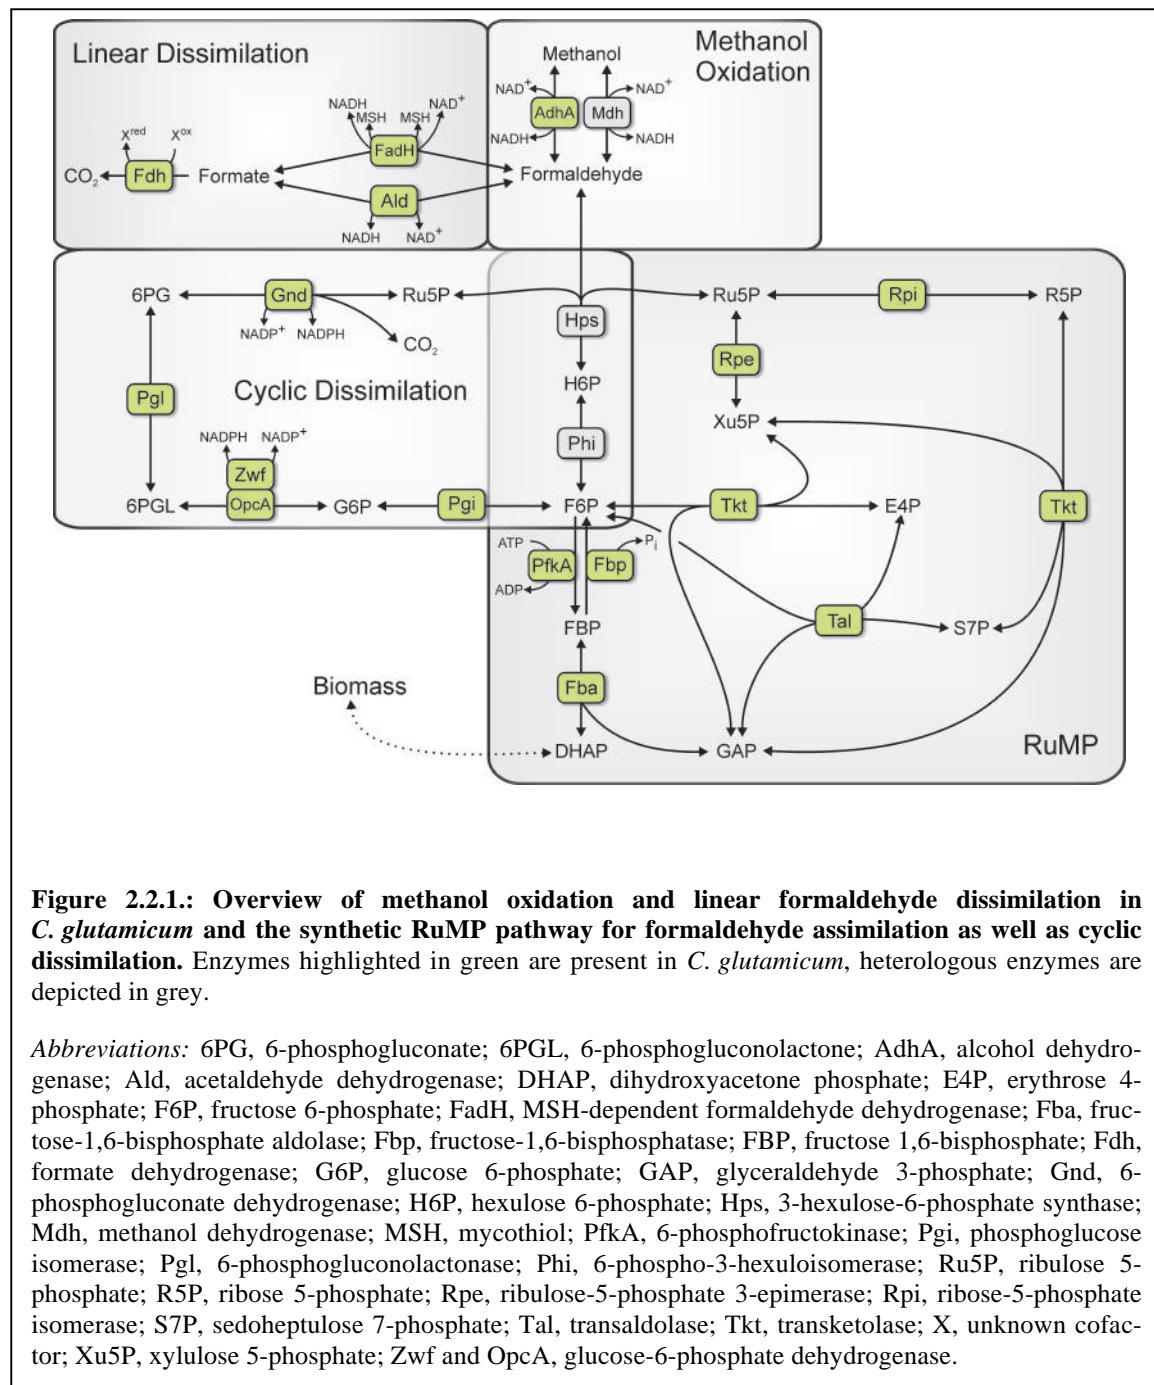 Linear Dissimilation
Methanol
Oxidation
Methanol
NAD+
NAD+
AdhA
Mdh
NADH
NADH
Formaldehyde
NADH
MSH
MSH
NAD+
FadH
Xred
Xox
CO2
Fdh
Formate
Ald
NADH
NAD+
6PG
Gnd
Ru5P
NADP+
NADPH
CO2
Hps
Ru5P
Rpi
R5P
Rpe
H6P
Cyclic Dissimilation
Pgl
Phi
Xu5P
NADPH
NADP+
Zwf
OpcA
6PGL
G6P
Pgi
F6P
Tkt
E4P
Tkt
ATP
PfkA
Fbp
Pi
ADP
FBP
Tal
S7P
Biomass
Fba
DHAP
GAP
RuMP
Figure 2.2.1.: Overview of methanol oxidation and linear formaldehyde dissimilation in
C. glutamicum and the synthetic RuMP pathway for formaldehyde assimilation as well as cyclic
dissimilation. Enzymes highlighted in green are present in C. glutamicum, heterologous enzymes are
depicted in grey.
Abbreviations: 6PG, 6-phosphogluconate; 6PGL, 6-phosphogluconolactone; AdhA, alcohol dehydro-
genase; Ald, acetaldehyde dehydrogenase; DHAP, dihydroxyacetone phosphate; E4P, erythrose 4-
phosphate; F6P, fructose 6-phosphate; FadH, MSH-dependent formaldehyde dehydrogenase; Fba, fruc-
tose-1,6-bisphosphate aldolase; Fbp, fructose-1,6-bisphosphatase; FBP, fructose 1,6-bisphosphate; Fdh,
formate dehydrogenase; G6P, glucose 6-phosphate; GAP, glyceraldehyde 3-phosphate; Gnd, 6-
phosphogluconate dehydrogenase; H6P, hexulose 6-phosphate; Hps, 3-hexulose-6-phosphate synthase;
Mdh, methanol dehydrogenase; MSH, mycothiol; PfkA, 6-phosphofructokinase; Pgi, phosphoglucose
isomerase; Pgl, 6-phosphogluconolactonase; Phi, 6-phospho-3-hexuloisomerase; Ru5P, ribulose 5-
phosphate; R5P, ribose 5-phosphate; Rpe, ribulose-5-phosphate 3-epimerase; Rpi, ribose-5-phosphate
isomerase; S7P, sedoheptulose 7-phosphate; Tal, transaldolase; Tkt, transketolase; X, unknown cofac-
tor; Xu5P, xylulose 5-phosphate; Zwf and OpcA, glucose-6-phosphate dehydrogenase.